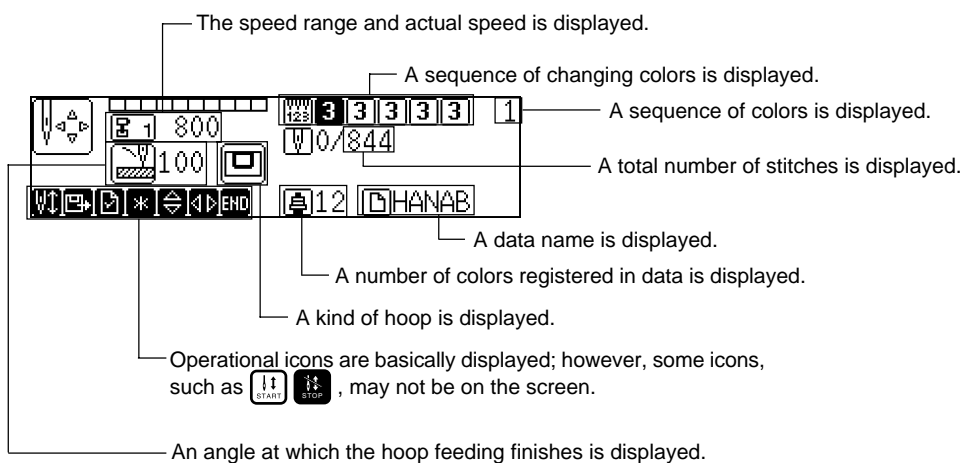 The speed range and actual speed is displayed.
A sequence of changing colors is displayed.
123 3 3 3 3 3 1
A sequence of colors is displayed.
1 800
0/844
A total number of stitches is displayed.
100
END
12 HANAB
A data name is displayed.
A number of colors registered in data is displayed.
A kind of hoop is displayed.
Operational icons are basically displayed; however, some icons,
such as START STOP , may not be on the screen.
An angle at which the hoop feeding finishes is displayed.